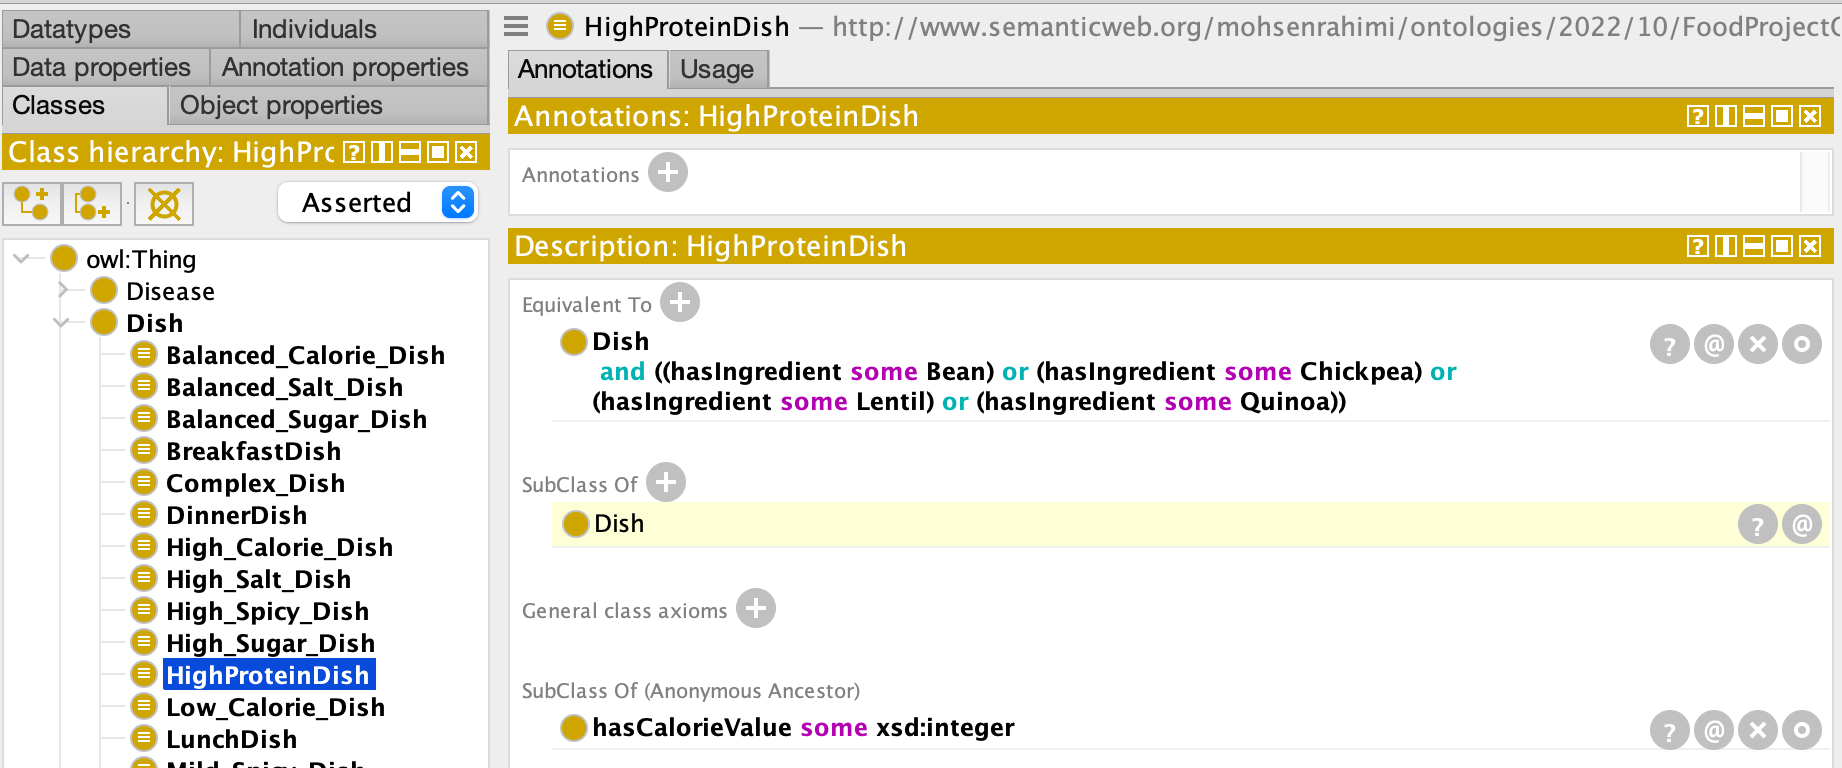 Datatypes
Individuals
Data properties
Annotation properties
Classes
Object properties
Class hierarchy: HighPro
Asserted
owl:Thing
Disease
Dish
Balanced_Calorie_Dish
Balanced_Salt_Dish
Balanced_Sugar_Dish
BreakfastDish
Complex_Dish
DinnerDish
High_Calorie_Dish
High_Salt_Dish
High_Spicy_Dish
High_Sugar_Dish
HighProteinDish
Low_Calorie_Dish
LunchDish
Mild_Spicy_Dish
HighProteinDish — http://www.semanticweb.org/mohsenrahimi/ontologies/2022/10/FoodProjectC
Annotations
Usage
Annotations: HighProteinDish
Annotations
Description: HighProteinDish
Equivalent To
Dish
and ((hasIngredient some Bean) or (hasIngredient some Chickpea) or
(hasIngredient some Lentil) or (hasIngredient some Quinoa))
SubClass Of
Dish
General class axioms
SubClass Of (Anonymous Ancestor)
hasCalorieValue some xsd:integer